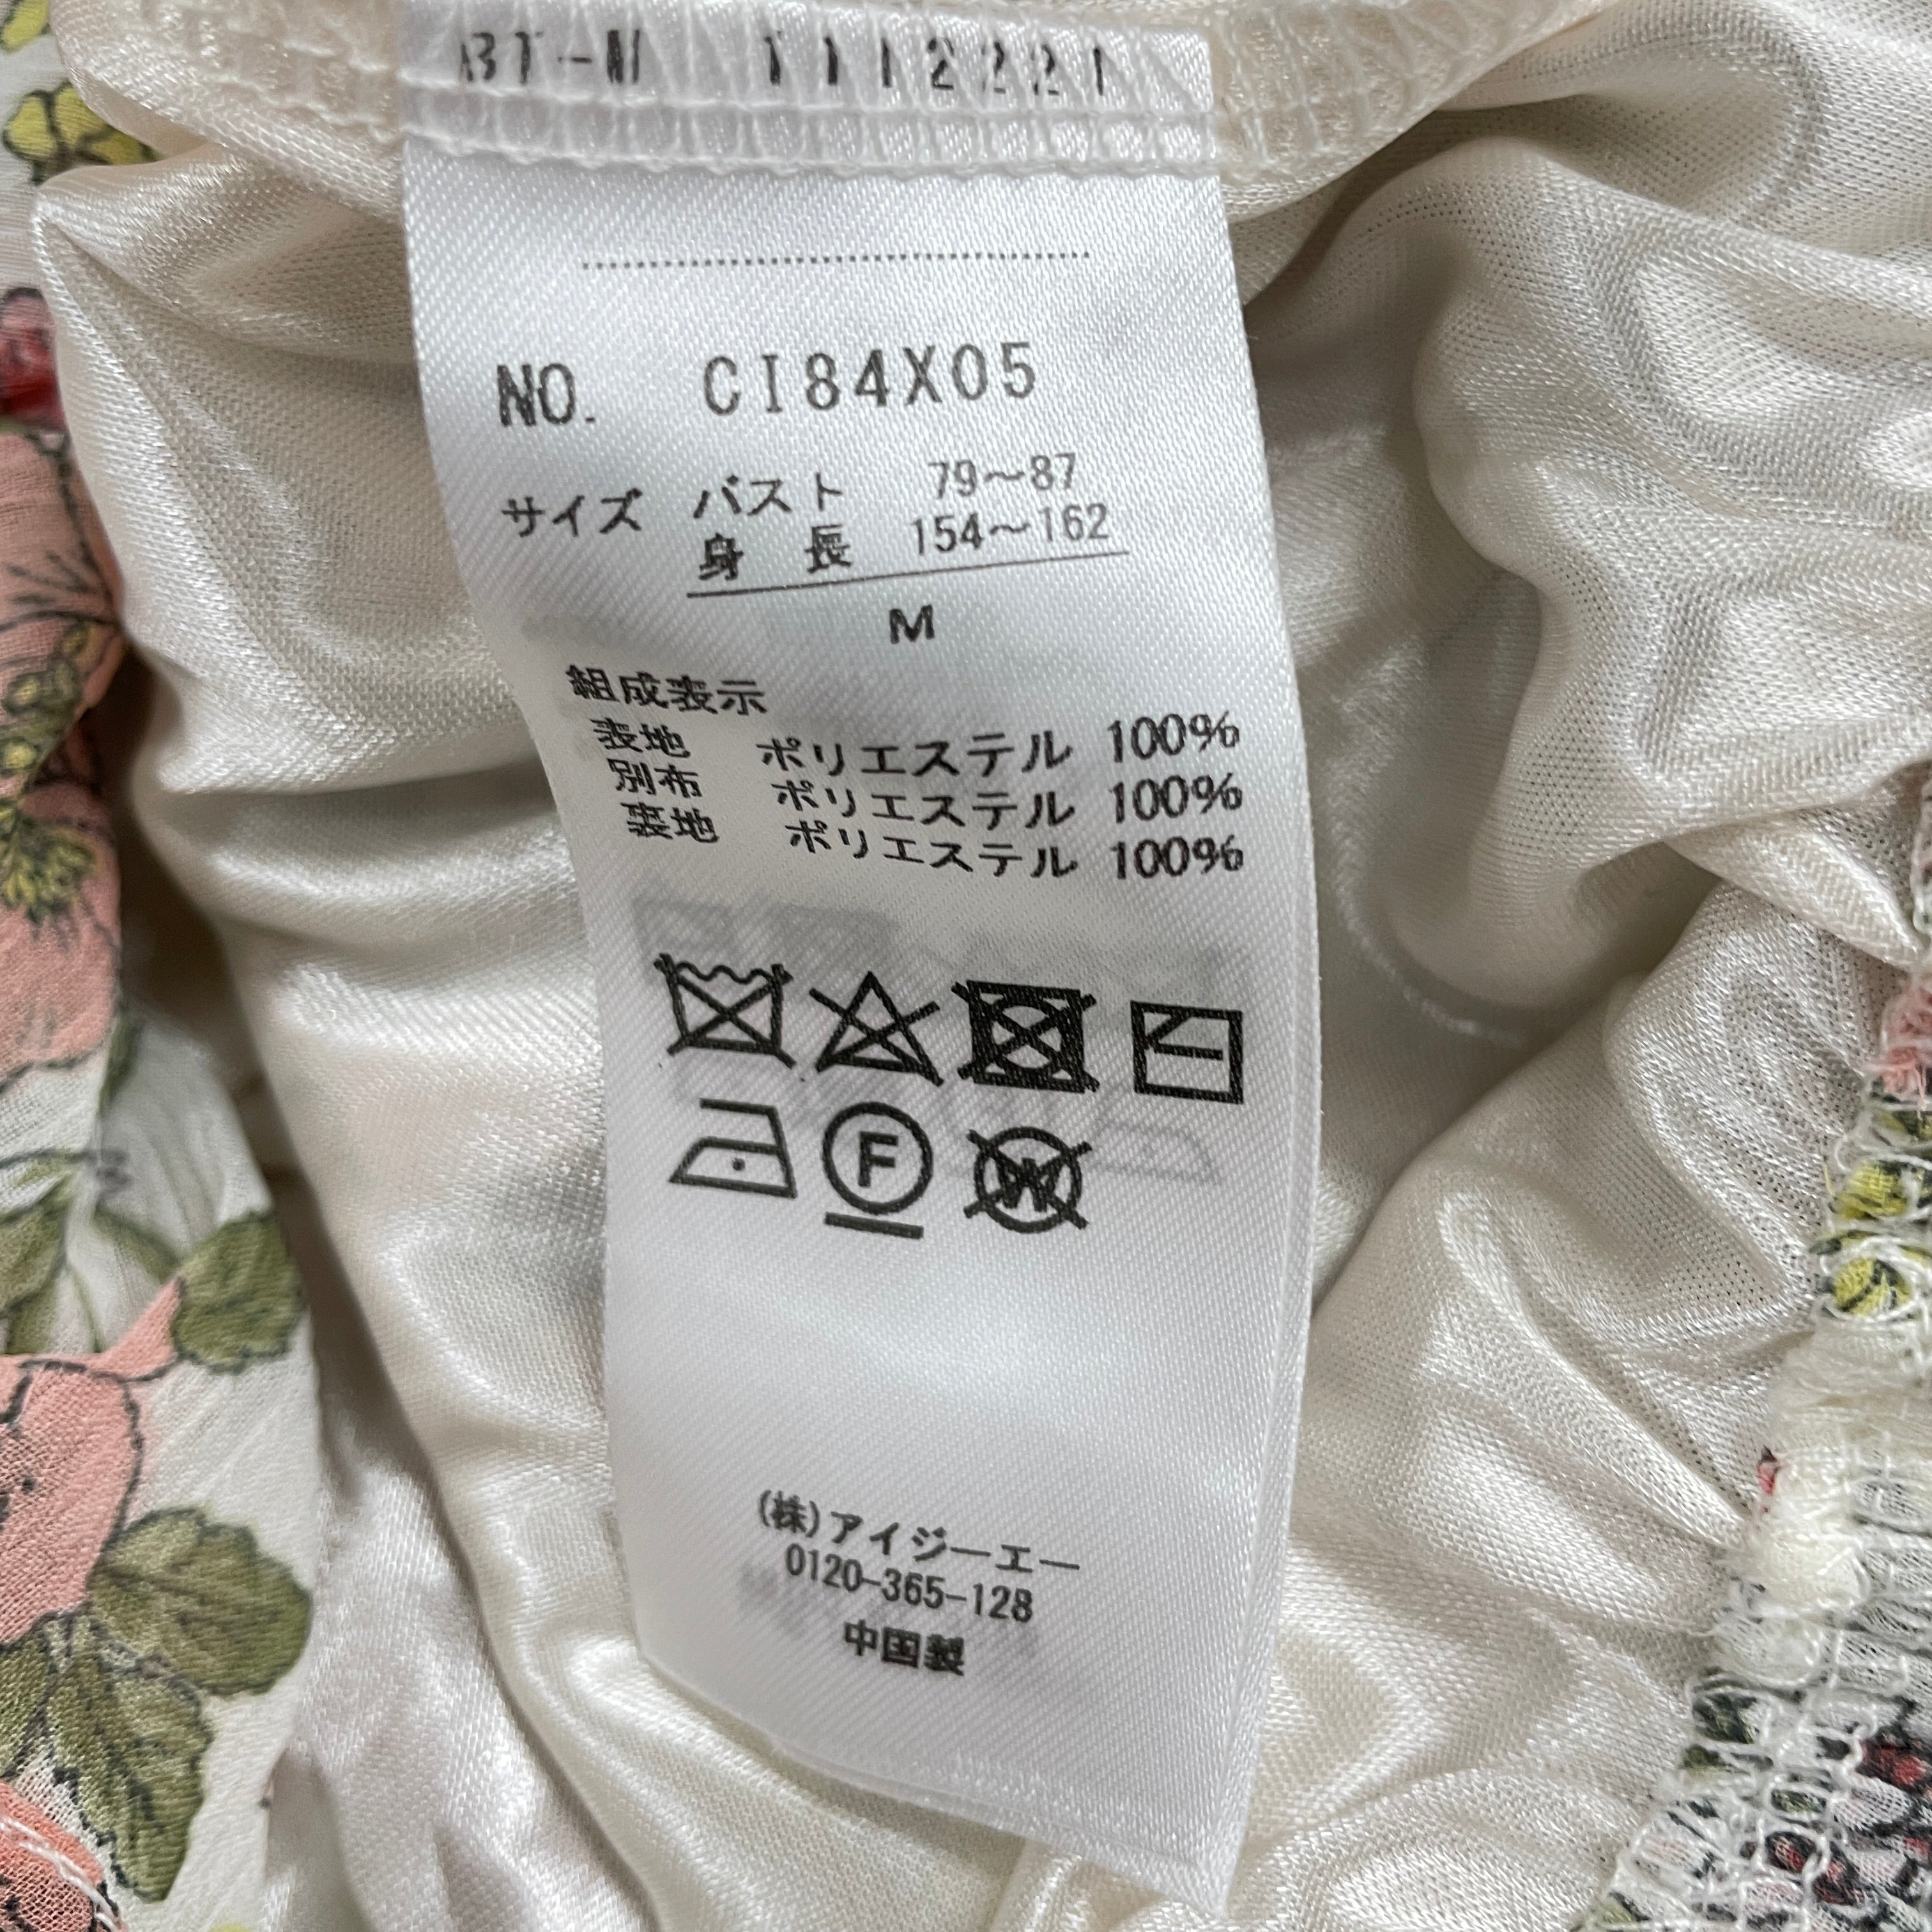 BT-M 1112221
NO. CI84X05
サイズ バスト 79～87
身長 154～162
M
組成表示
表地 ポリエステル 100%
別布 ポリエステル 100%
裏地 ポリエステル 100%
F W
(株)アイジーエー
0120-365-128
中国製